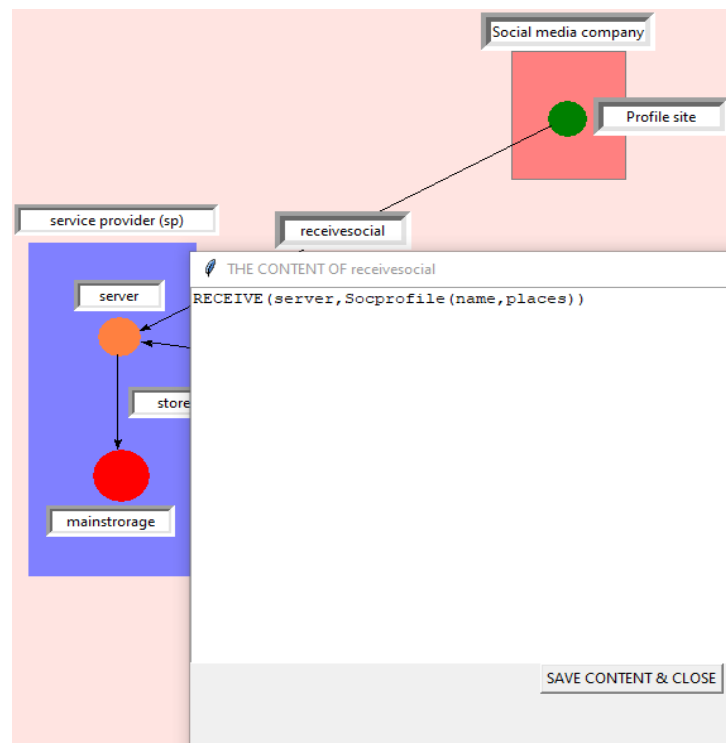 Social media company
Profile site
service provider (sp)
receivesocial
THE CONTENT OF receivesocial
server
RECEIVE(server,Socprofile(name,places))
store
mainstrorage
SAVE CONTENT & CLOSE